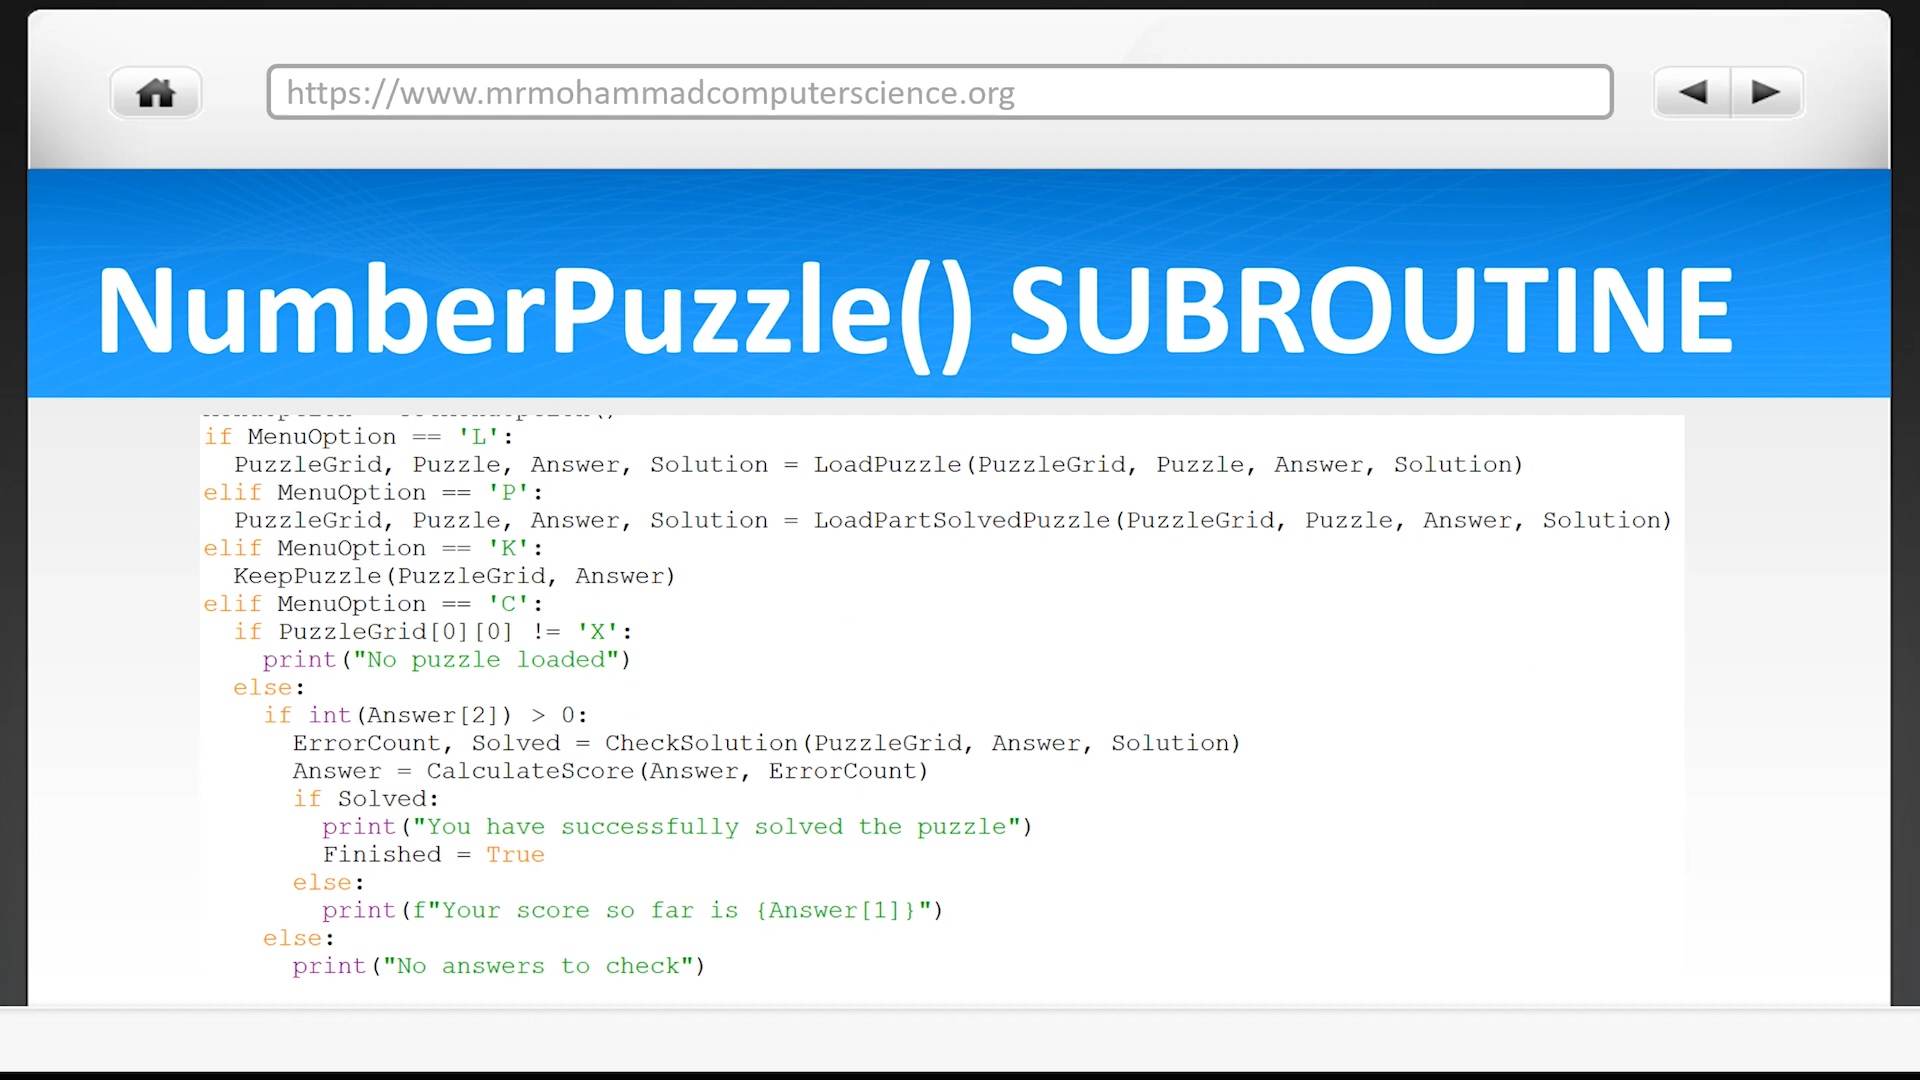 https://www.mrmohammadcomputerscience.org
NumberPuzzle() SUBROUTINE
if MenuOption == 'L':
PuzzleGrid, Puzzle, Answer, Solution = LoadPuzzle(PuzzleGrid, Puzzle, Answer, Solution)
elif MenuOption == 'P':
PuzzleGrid, Puzzle, Answer, Solution = LoadPartSolvedPuzzle(PuzzleGrid, Puzzle, Answer, Solution)
elif MenuOption == 'K':
KeepPuzzle(PuzzleGrid, Answer)
elif MenuOption == 'C':
if PuzzleGrid[0][0] != 'X':
print("No puzzle loaded")
else:
if int(Answer[2]) > 0:
ErrorCount, Solved = CheckSolution(PuzzleGrid, Answer, Solution)
Answer = CalculateScore(Answer, ErrorCount)
if Solved:
print("You have successfully solved the puzzle")
Finished = True
else:
print(f"Your score so far is {Answer[1]}")
else:
print("No answers to check")